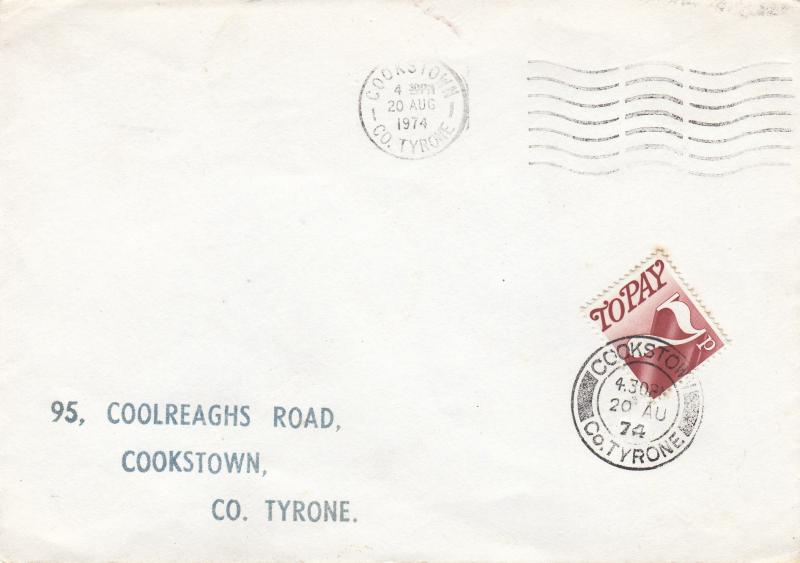 COOKSTOWN
4 30PM
20 AUG
1974
CO. TYRONE
TO PAY
7p
COOKSTOWN
4.30PM
20 AU
74
CO. TYRONE
95, COOLREAGHS ROAD,
COOKSTOWN,
CO. TYRONE.